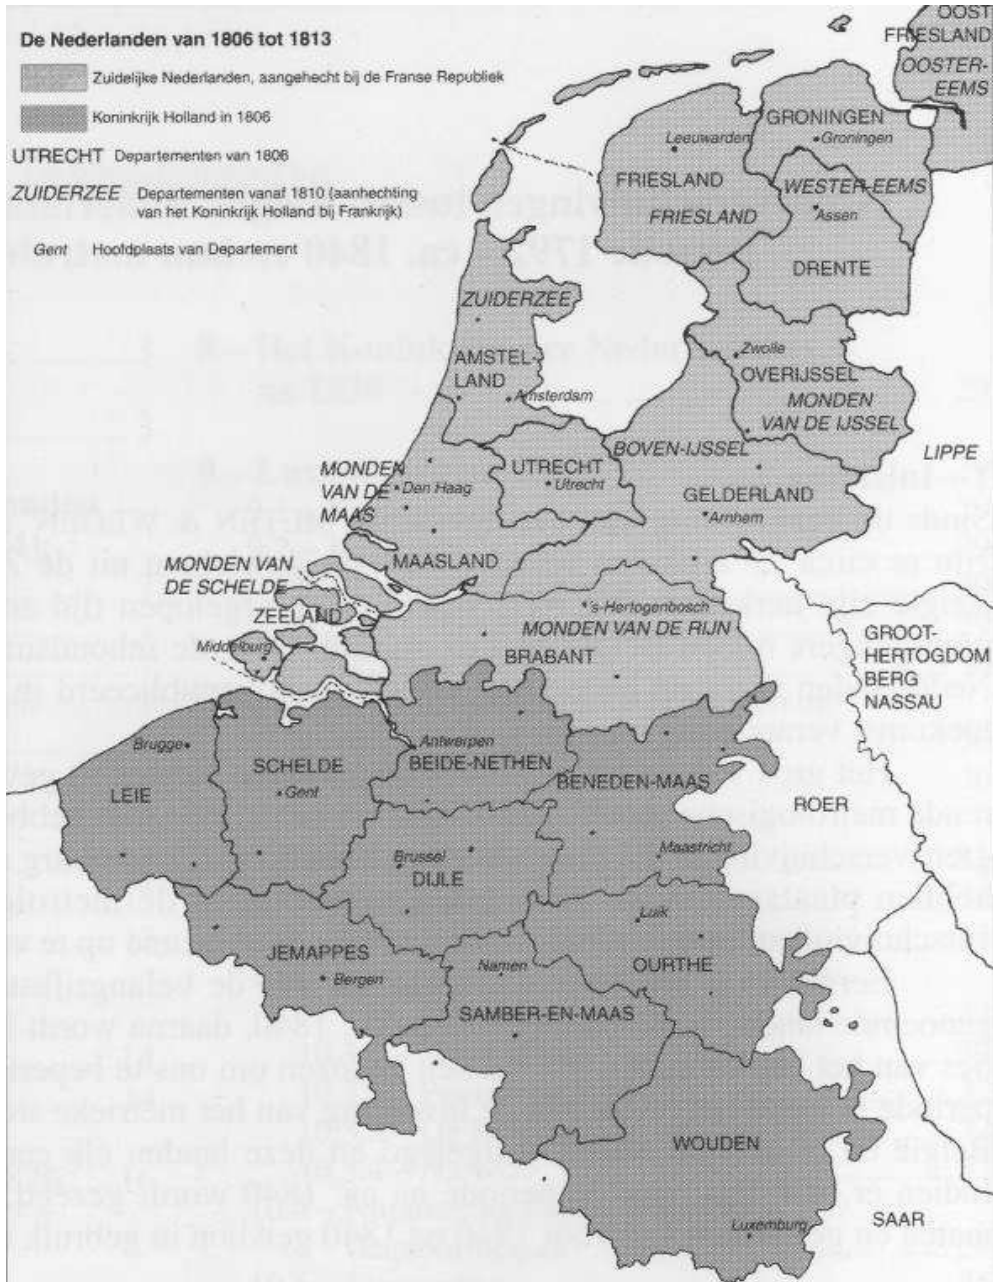 De Nederlanden van 1806 tot 1813
Zuidelijke Nederlanden, aangehecht bij de Franse Republiek
Koninkrijk Holland in 1806
UTRECHT Departementen van 1806
ZUIDERZEE Departementen vanaf 1810 (aanhechting
van het Koninkrijk Holland bij Frankrijk)
Gent Hoofdplaats van Departement
OOST
FRIESLAND
OOSTER-
EEMS
GRONINGEN
Leeuwarden
Groningen
FRIESLAND
WESTER-EEMS
FRIESLAND
Assen
DRENTE
ZUIDERZEE
Zwolle
AMSTEL-
LAND
OVERIJSSEL
Amsterdam
MONDEN
VAN DE IJSSEL
BOVEN-IJSSEL
LIPPE
MONDEN
VAN DE
MAAS
Den Haag
UTRECHT
Utrecht
GELDERLAND
Arnhem
MAASLAND
MONDEN VAN
DE SCHELDE
ZEELAND
's-Hertogenbosch
MONDEN VAN DE RIJN
Middelburg
BRABANT
GROOT-
HERTOGDOM
BERG
NASSAU
Brugge
Antwerpen
SCHELDE
BEIDE-NETHEN
BENEDEN-MAAS
LEIE
Gent
ROER
Maastricht
Brussel
DIJLE
Luik
JEMAPPES
Bergen
Namen
OURTHE
SAMBER-EN-MAAS
WOUDEN
Luxemburg
SAAR